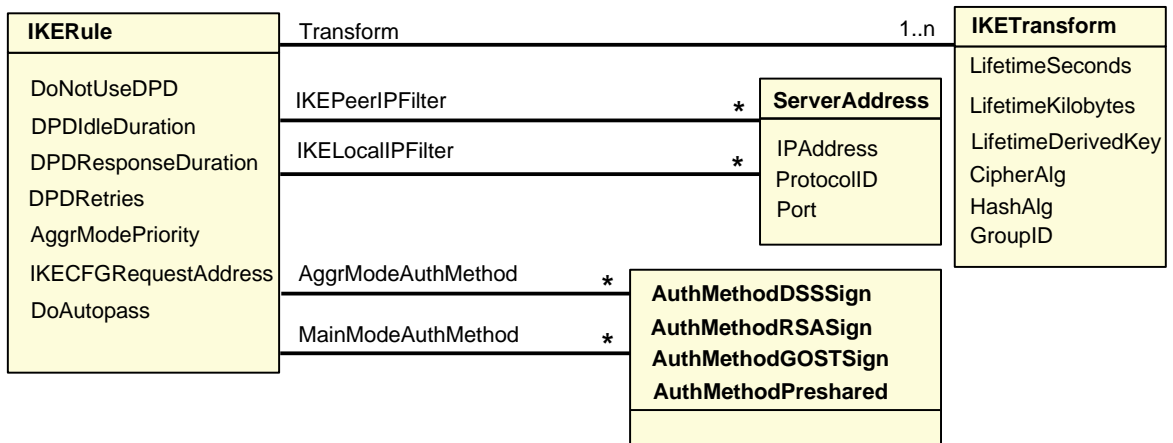 IKERule
DoNotUseDPD
DPDIdleDuration
DPDResponseDuration
DPDRetries
AggrModePriority
IKECFGRequestAddress
DoAutopass
Transform
1..n
IKEPeerIPFilter
*
IKELocalIPFilter
*
AggrModeAuthMethod
*
MainModeAuthMethod
*
ServerAddress
IPAddress
ProtocolID
Port
AuthMethodDSSSign
AuthMethodRSASign
AuthMethodGOSTSign
AuthMethodPreshared
IKETransform
LifetimeSeconds
LifetimeKilobytes
LifetimeDerivedKey
CipherAlg
HashAlg
GroupID